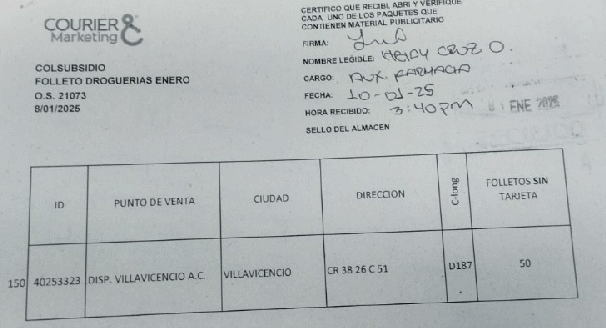 COURIER &
Marketing
COLSUBSIDIO
FOLLETO DROGUERIAS ENERO
O.S. 21073
8/01/2025
CERTIFICO QUE RECIBI, ABRI Y VERIFIQUE
CADA UNO DE LOS PAQUETES QUE
CONTIENEN MATERIAL PUBLICITARIO
FIRMA:
NOMBRE LEGIBLE: CRUZ O.
CARGO: AUX. FARMACIA
FECHA: 10-01-25
HORA RECIBIDO: 3:40pm
ENE 2025
SELLO DEL ALMACEN
ID PUNTO DE VENTA CIUDAD DIRECCION C-long FOLLETOS SIN TARJETA
150 40253323 DISP. VILLAVICENCIO A.C. VILLAVICENCIO CR 38 26 C 51 D187 50